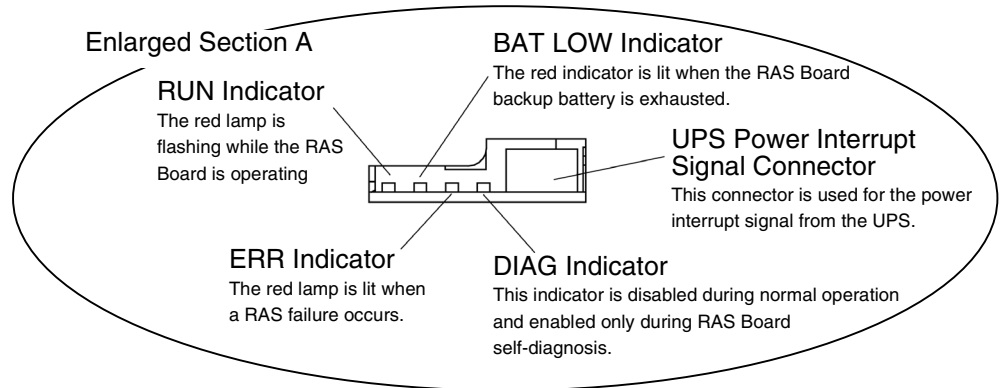 Enlarged Section A
BAT LOW Indicator
The red indicator is lit when the RAS Board
backup battery is exhausted.
RUN Indicator
The red lamp is
flashing while the RAS
Board is operating
UPS Power Interrupt
Signal Connector
This connector is used for the power
interrupt signal from the UPS.
ERR Indicator
The red lamp is lit when
a RAS failure occurs.
DIAG Indicator
This indicator is disabled during normal operation
and enabled only during RAS Board
self-diagnosis.